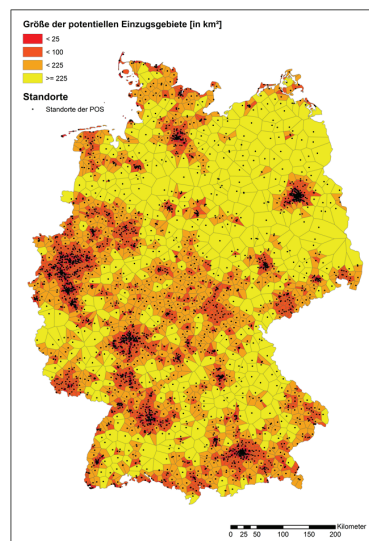 Größe der potentiellen Einzugsgebiete [in km²]
< 25
< 100
< 225
>= 225
Standorte
Standorte der POS
Kilometer
0 25 50 100 150 200